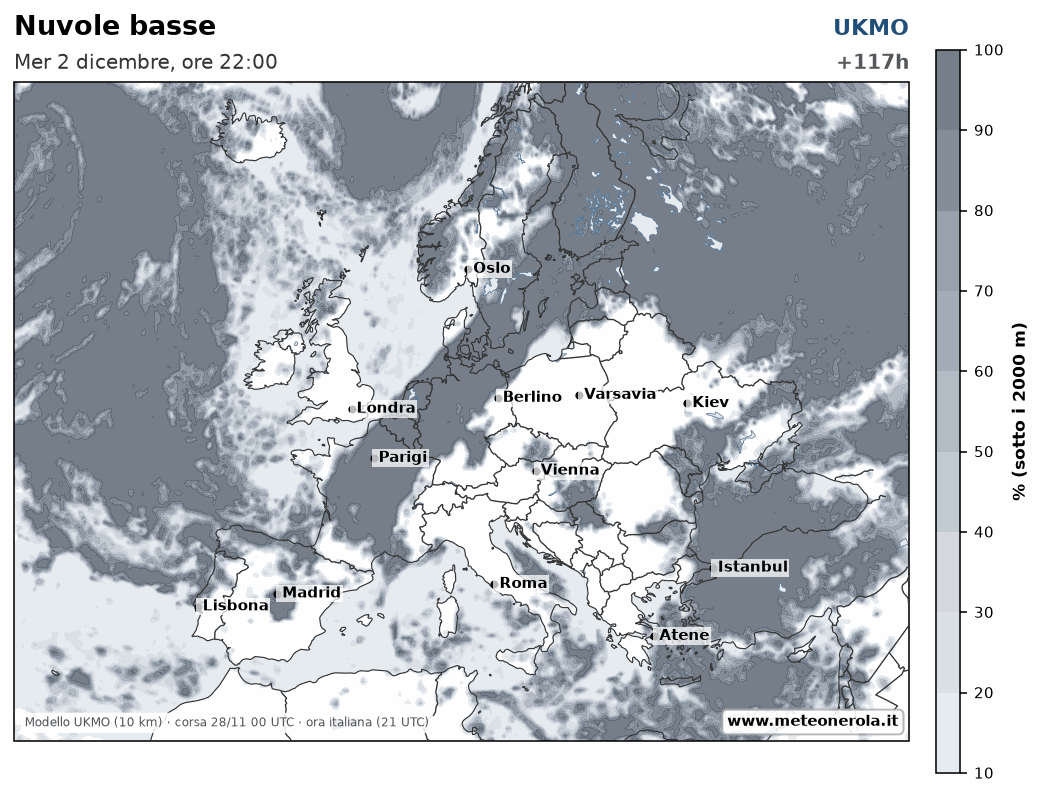 Nuvole basse
UKMO
Mer 2 dicembre, ore 22:00
+117h
100
90
80
70
60
50
40
30
20
10
% (sotto i 2000 m)
Oslo
Londra
Berlino
Varsavia
Kiev
Parigi
Vienna
Istanbul
Roma
Madrid
Lisbona
Atene
Modello UKMO (10 km) · corsa 28/11 00 UTC · ora italiana (21 UTC)
www.meteonerola.it